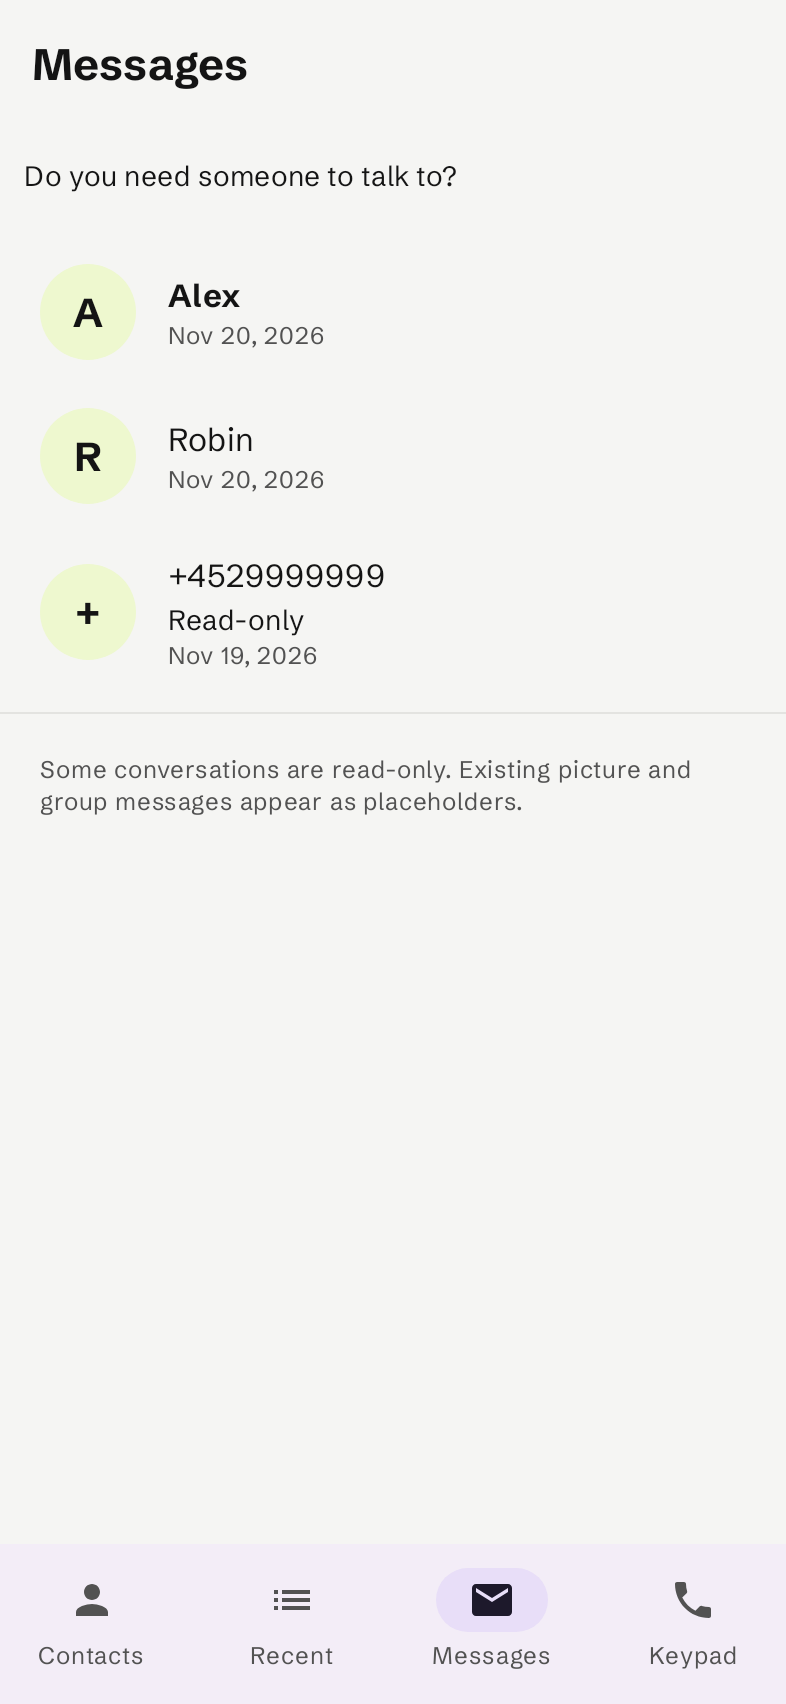 Messages
Do you need someone to talk to?
A
Alex
Nov 20, 2026
R
Robin
Nov 20, 2026
+
+4529999999
Read-only
Nov 19, 2026
Some conversations are read-only. Existing picture and
group messages appear as placeholders.
Contacts
Recent
Messages
Keypad